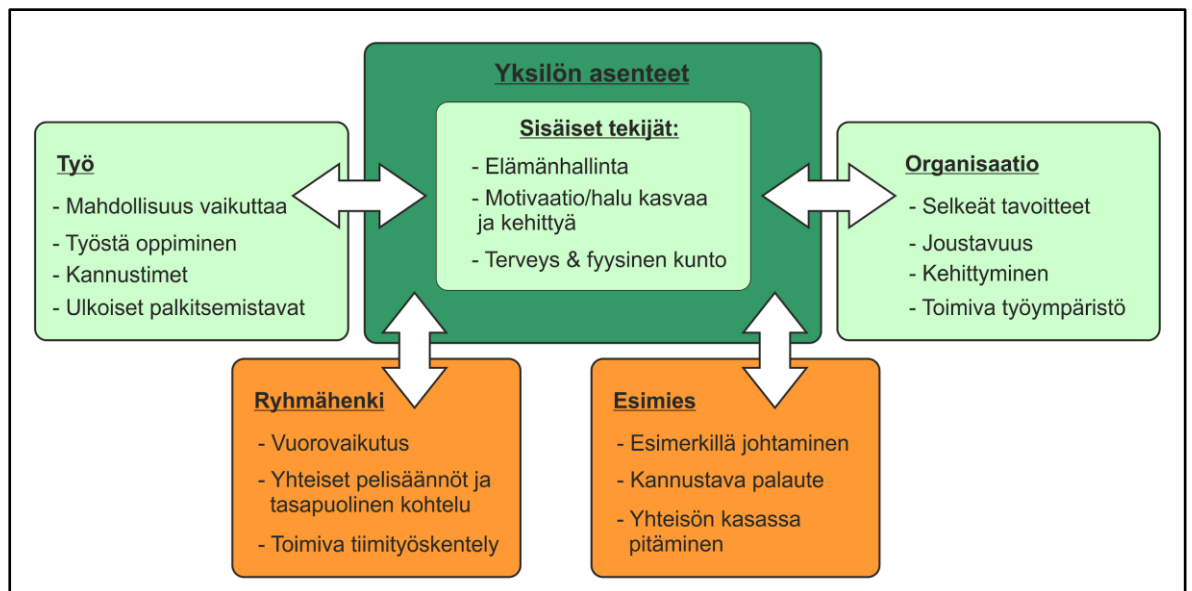 Yksilön asenteet
Sisäiset tekijät:
- Elämänhallinta
- Motivaatio/halu kasvaa
ja kehittyä
- Terveys & fyysinen kunto
Työ
- Mahdollisuus vaikuttaa
- Työstä oppiminen
- Kannustimet
- Ulkoiset palkitsemistavat
Organisaatio
- Selkeät tavoitteet
- Joustavuus
- Kehittyminen
- Toimiva työympäristö
Ryhmähenki
- Vuorovaikutus
- Yhteiset pelisäännöt ja
tasapuolinen kohtelu
- Toimiva tiimityöskentely
Esimies
- Esimerkillä johtaminen
- Kannustava palaute
- Yhteisön kasassa
pitäminen